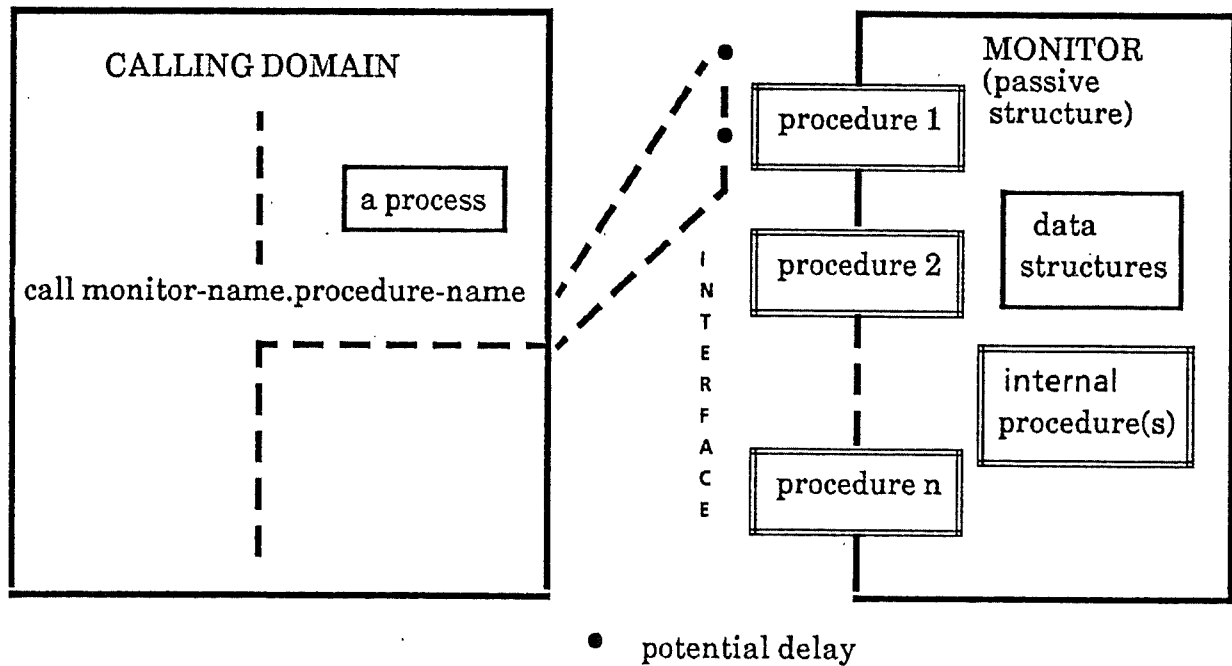 CALLING DOMAIN
a process
call monitor-name.procedure-name
INTERFACE
MONITOR
(passive
structure)
procedure 1
procedure 2
procedure n
data
structures
internal
procedure(s)
● potential delay